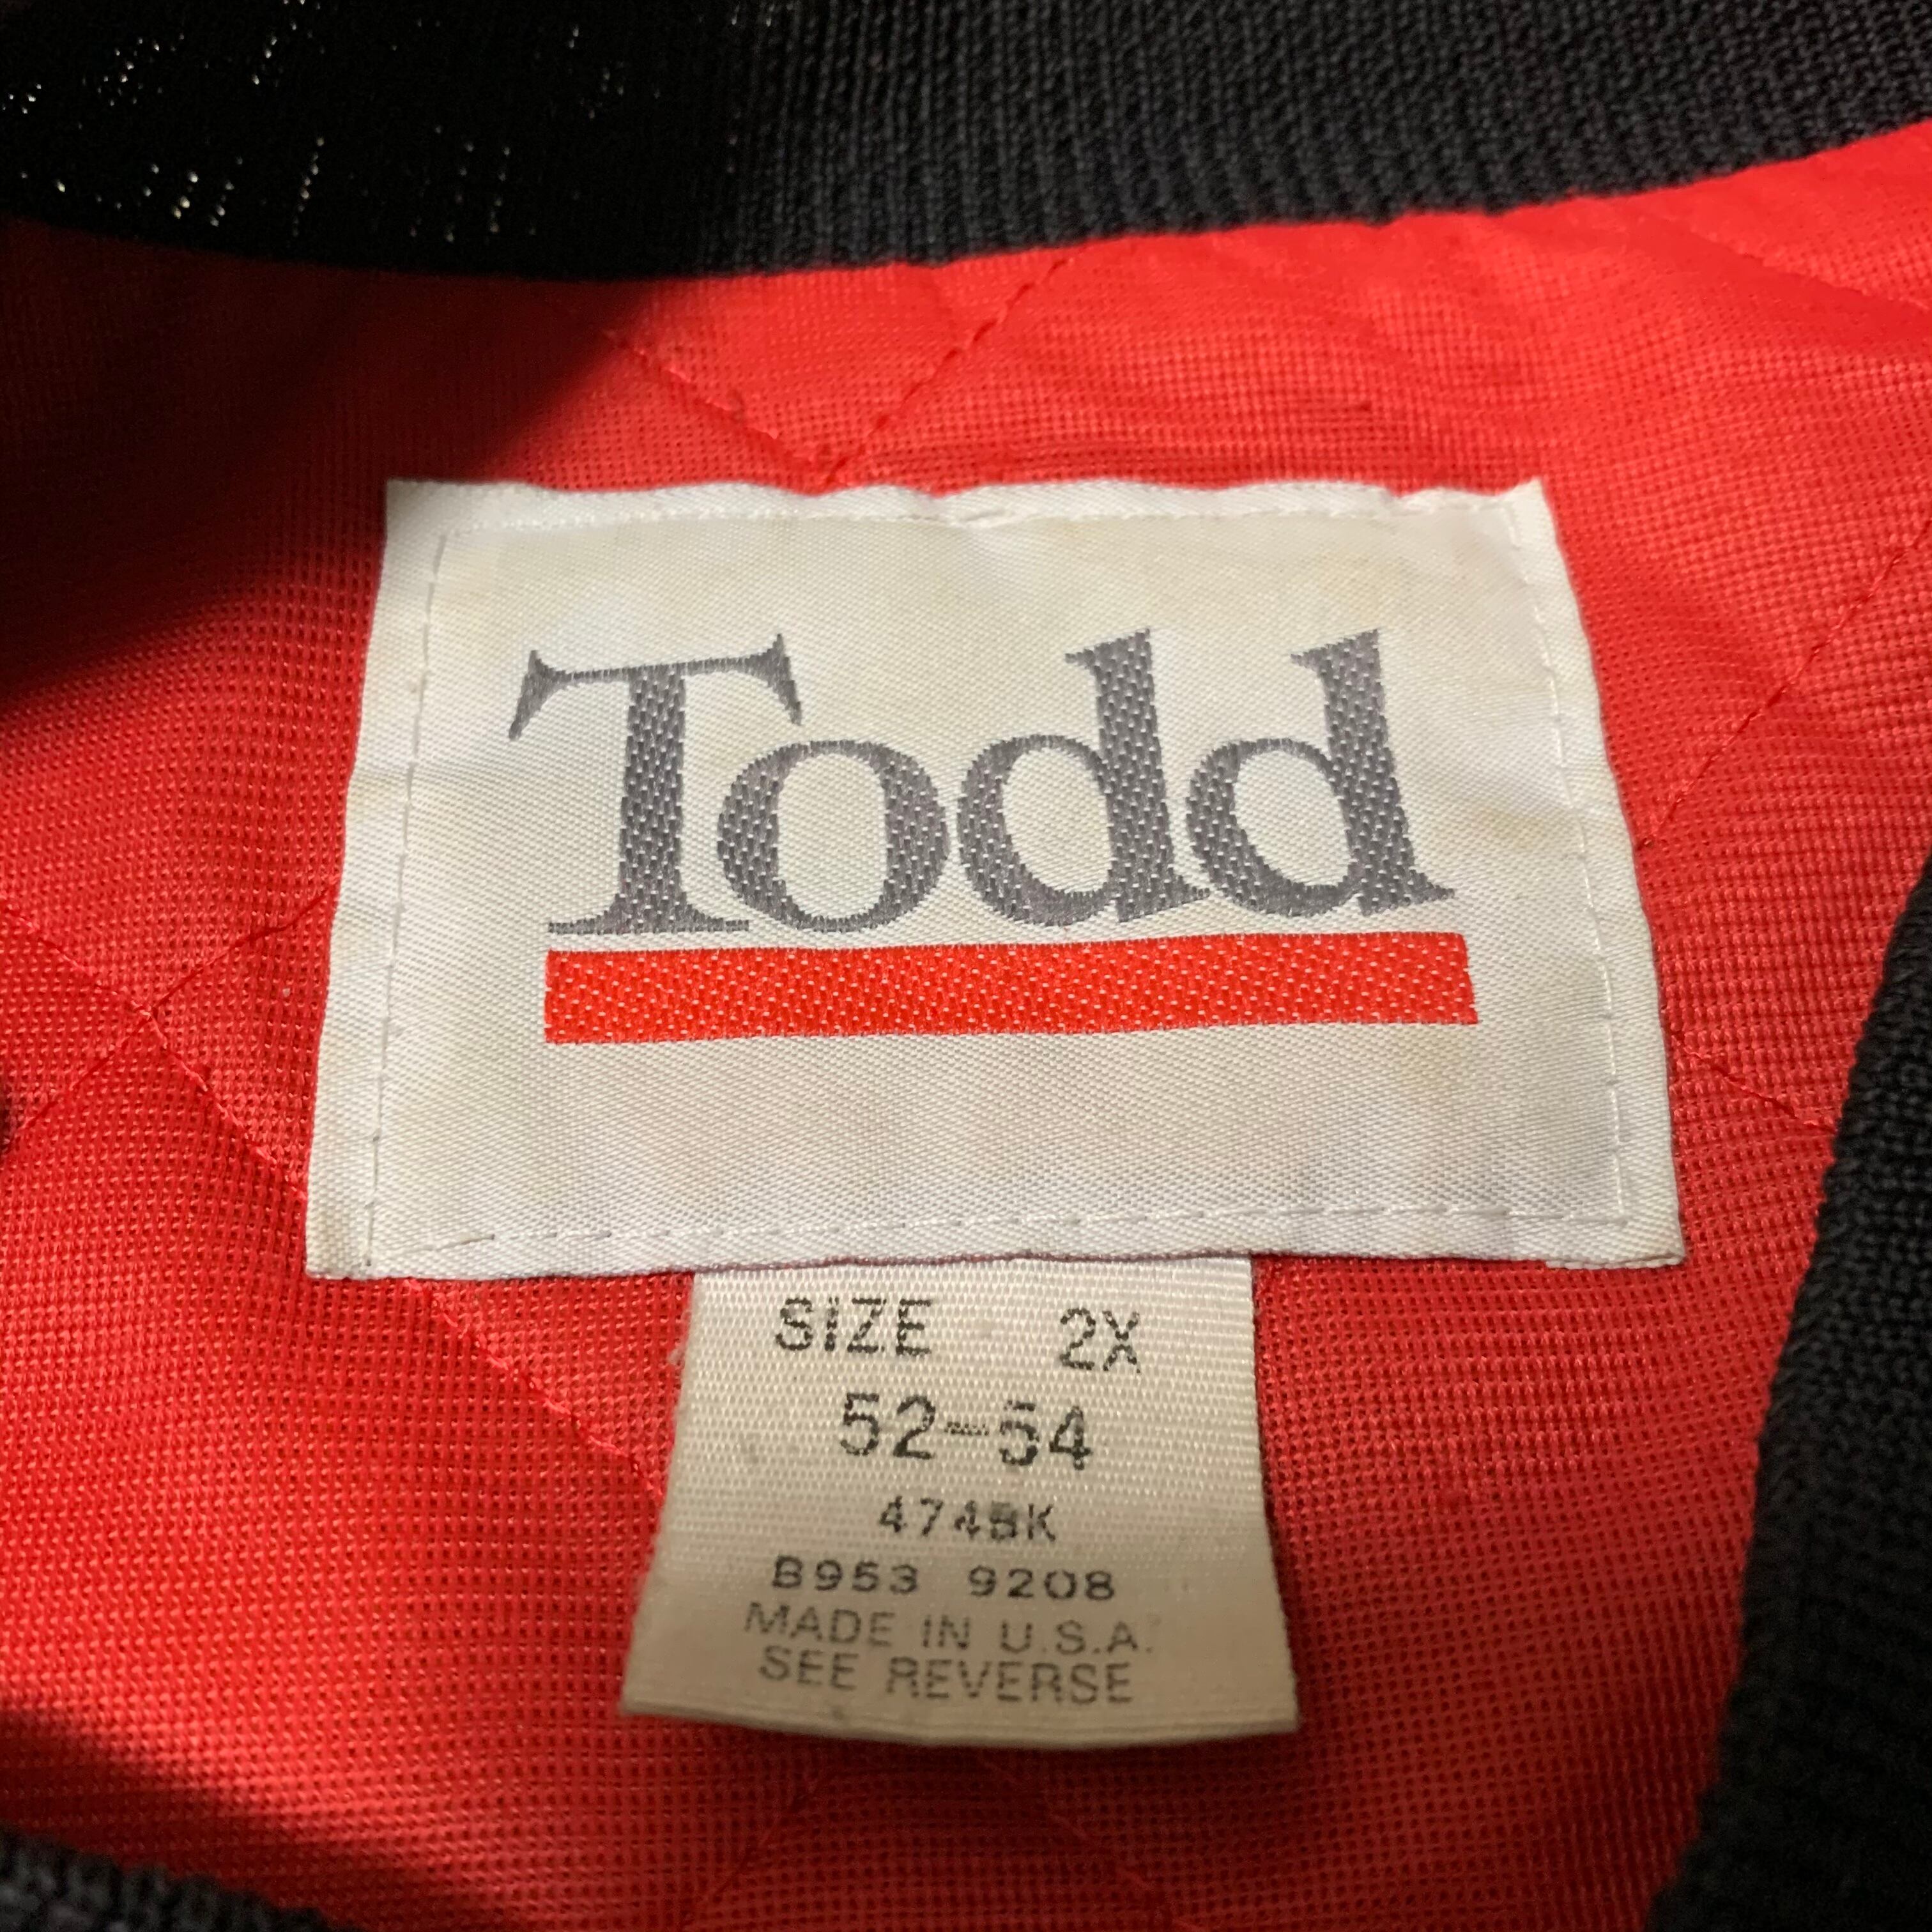 Todd
SIZE 2X
52-54
474BK
B953 9208
MADE IN U.S.A.
SEE REVERSE